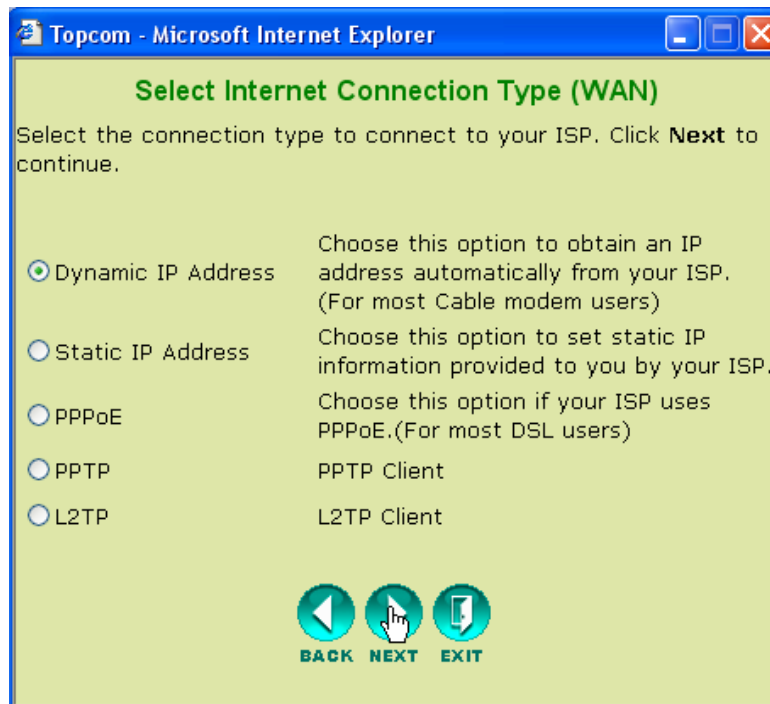 Topcom - Microsoft Internet Explorer
Select Internet Connection Type (WAN)
Select the connection type to connect to your ISP. Click Next to
continue.
Dynamic IP Address
Choose this option to obtain an IP
address automatically from your ISP.
(For most Cable modem users)
Static IP Address
Choose this option to set static IP
information provided to you by your ISP.
PPPoE
Choose this option if your ISP uses
PPPoE.(For most DSL users)
PPTP
PPTP Client
L2TP
L2TP Client
BACK NEXT EXIT